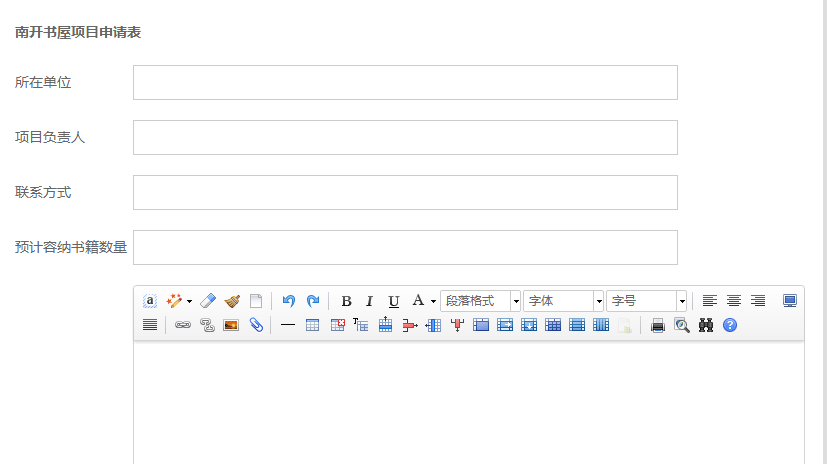 南开书屋项目申请表
所在单位
项目负责人
联系方式
预计容纳书籍数量
a B I U A 段落格式 字体 字号
T ?